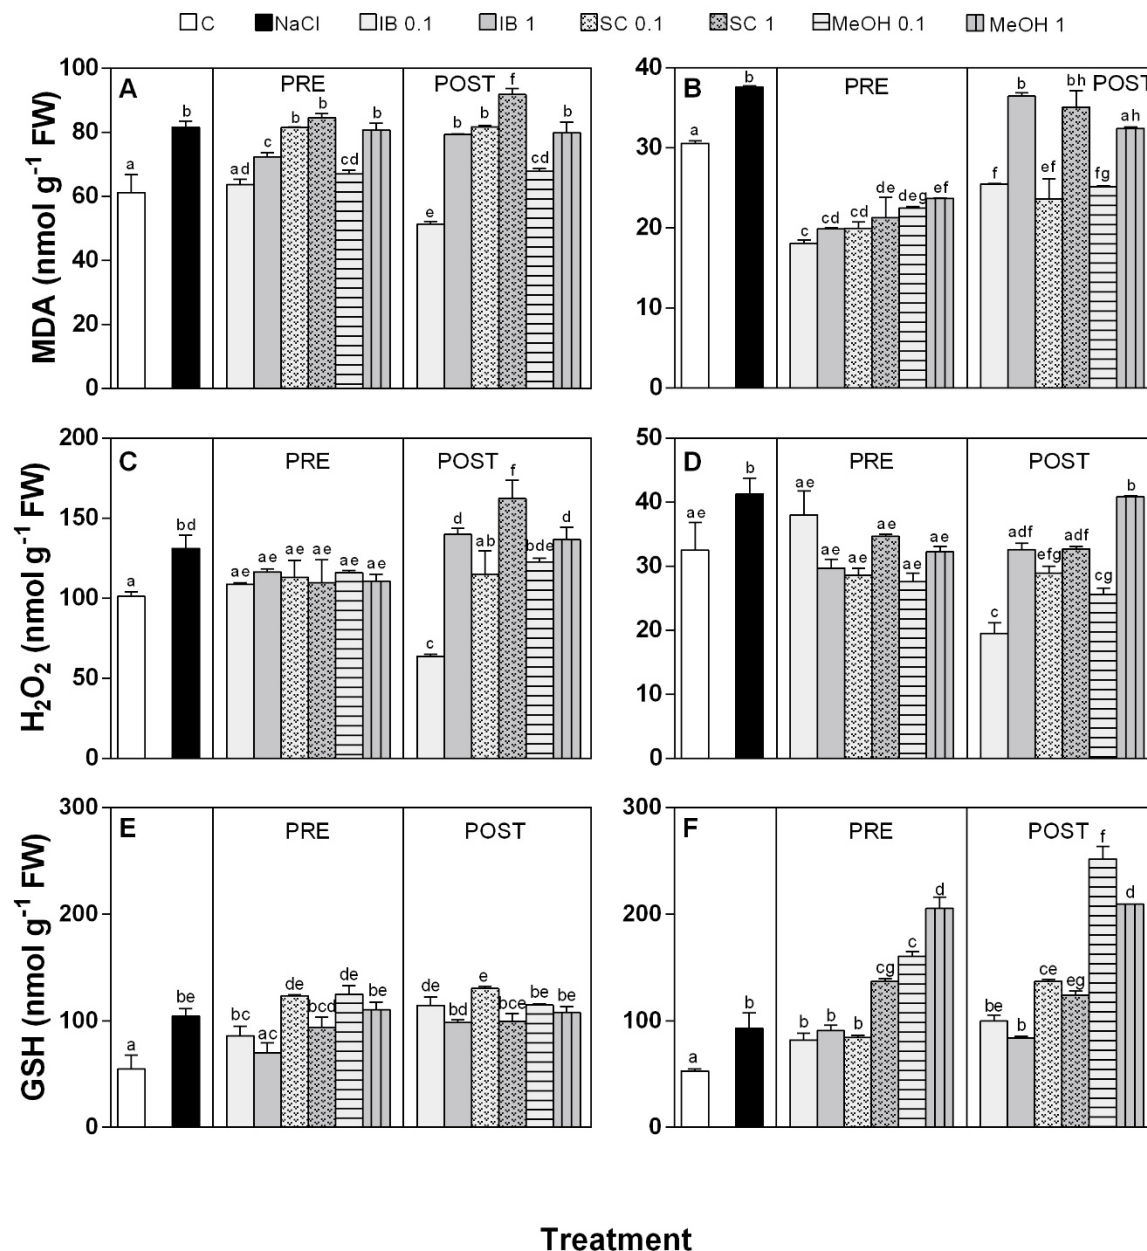 C NaCl IB 0.1 IB 1 SC 0.1 SC 1 MeOH 0.1 MeOH 1
MDA (nmol g⁻¹ FW)
100
80
60
40
20
0
A PRE POST
a b ad c b b cd b e b b f cd b
40
30
20
10
0
B PRE POST
a b c cd cd de deg ef f b ef bh fg ah
H₂O₂ (nmol g⁻¹ FW)
200
150
100
50
0
C PRE POST
a bd ae ae ae ae ae ae c d ab f bde d
50
40
30
20
10
0
D PRE POST
ae b ae ae ae ae ae ae c adf efg adf cg b
GSH (nmol g⁻¹ FW)
300
200
100
0
E PRE POST
a be bc ac de bcd de be de bd e bce be be
300
200
100
0
F PRE POST
a b b b b cg c d be b ce eg f d
Treatment